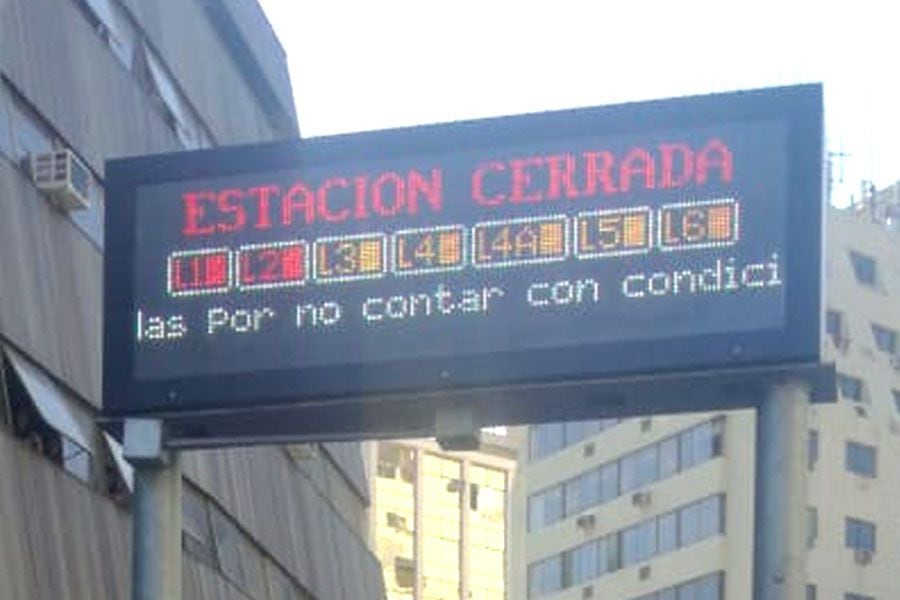 ESTACION CERRADA
L1 L2 L3 L4 L4A L5 L6
las Por no contar con condici